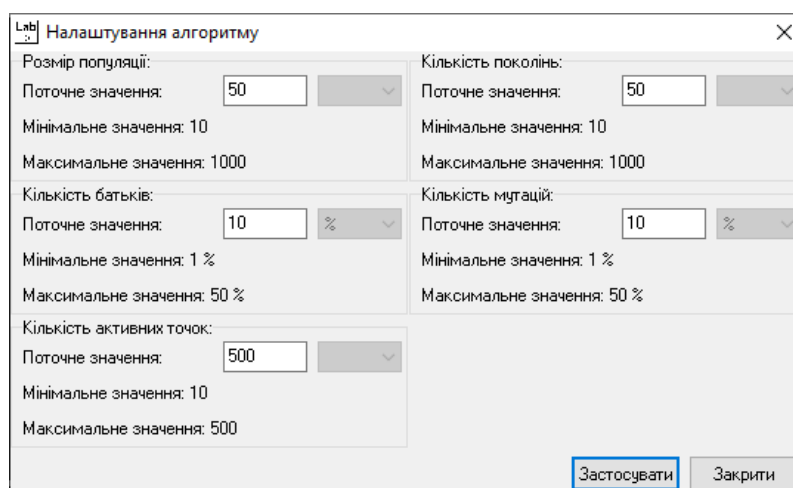 Lab Налаштування алгоритму
Розмір популяції:
Поточне значення: 50
Мінімальне значення: 10
Максимальне значення: 1000
Кількість поколінь:
Поточне значення: 50
Мінімальне значення: 10
Максимальне значення: 1000
Кількість батьків:
Поточне значення: 10 %
Мінімальне значення: 1 %
Максимальне значення: 50 %
Кількість мутацій:
Поточне значення: 10 %
Мінімальне значення: 1 %
Максимальне значення: 50 %
Кількість активних точок:
Поточне значення: 500
Мінімальне значення: 10
Максимальне значення: 500
Застосувати Закрити